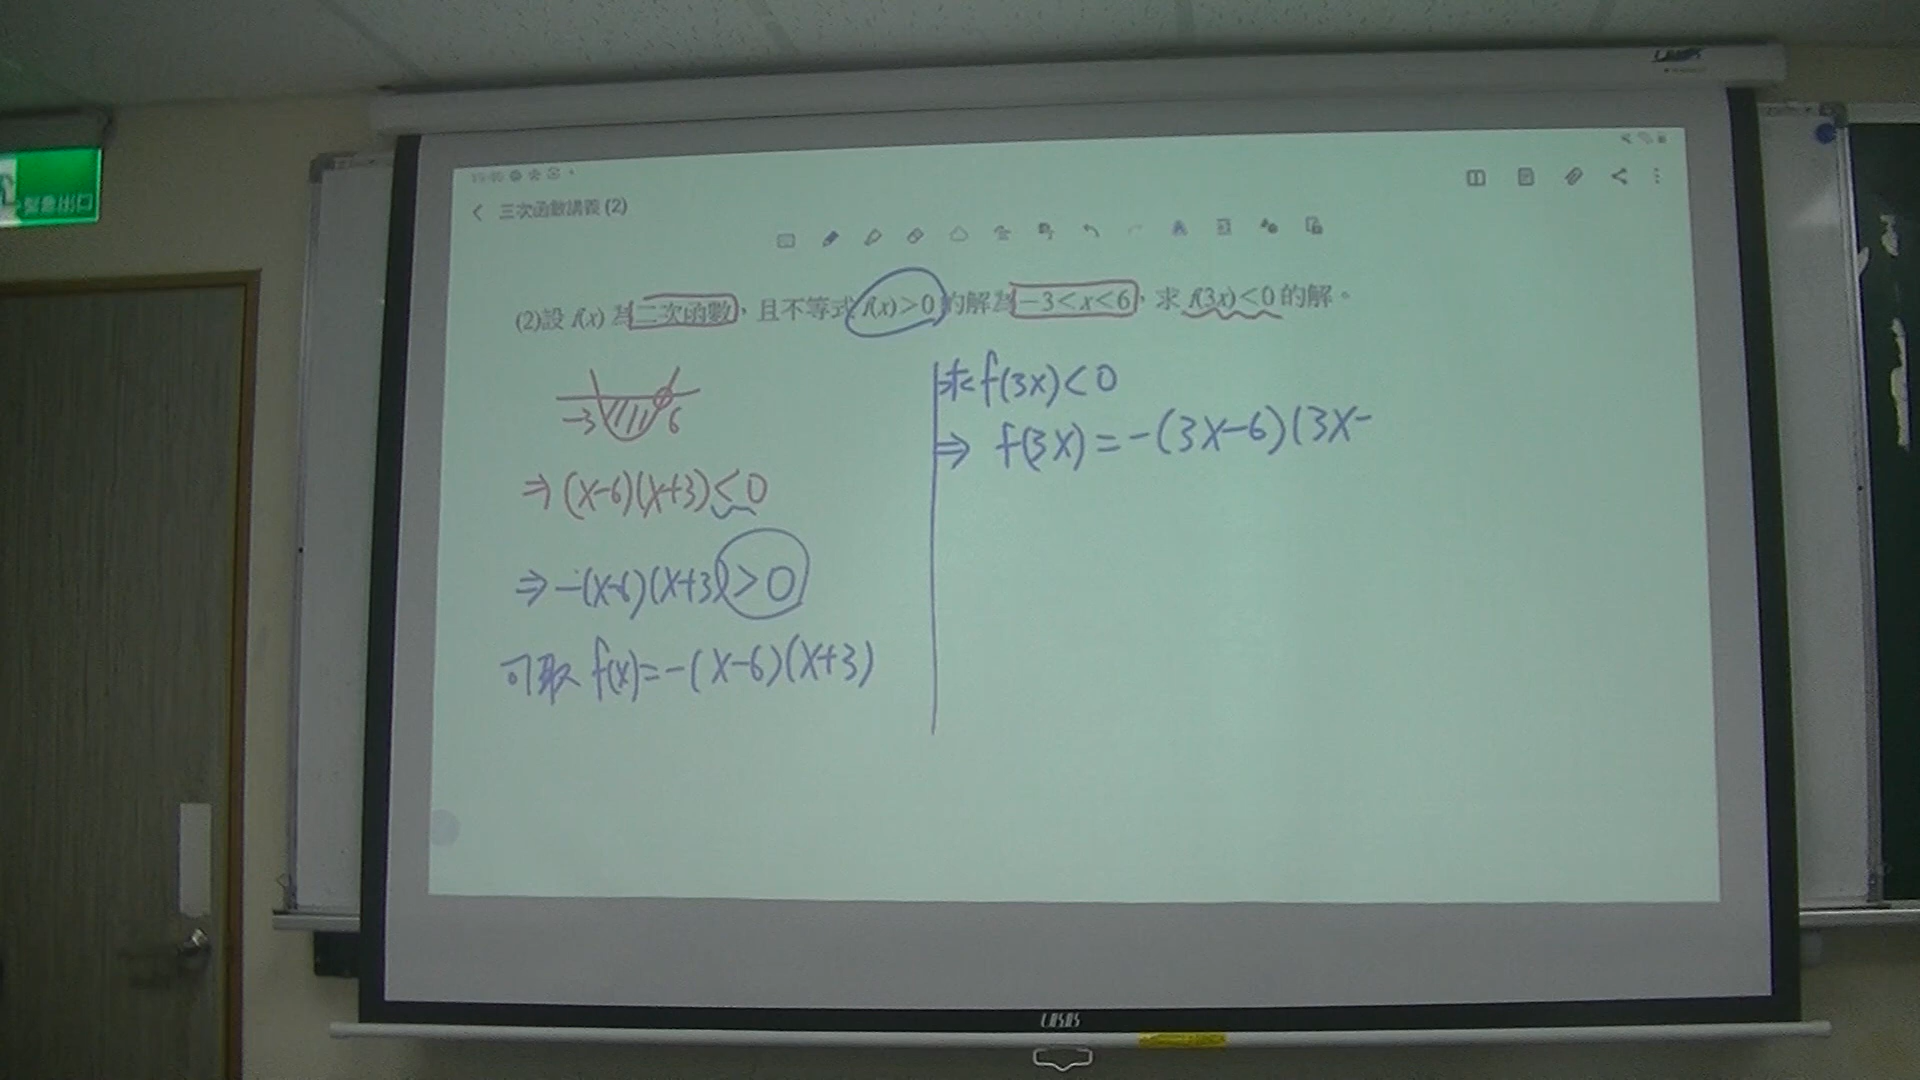 緊急出口
三次函數講義(2)
(2)設 f(x) 為二次函數，且不等式 f(x)>0 的解為 −3<x<6，求 f(3x)<0 的解。
−3 6
⇒ (x−6)(x+3)<0
⇒ −(x−6)(x+3)>0
可取 f(x)=−(x−6)(x+3)
求 f(3x)<0
⇒ f(3x)=−(3x−6)(3x−